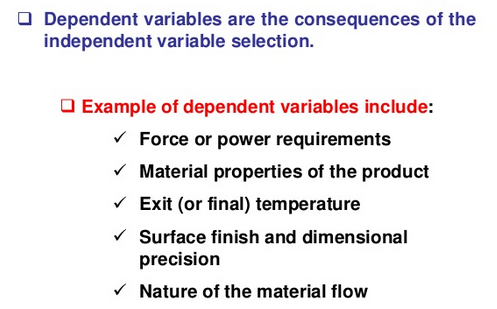 Dependent variables are the consequences of the
independent variable selection.
Example of dependent variables include:
Force or power requirements
Material properties of the product
Exit (or final) temperature
Surface finish and dimensional
precision
Nature of the material flow